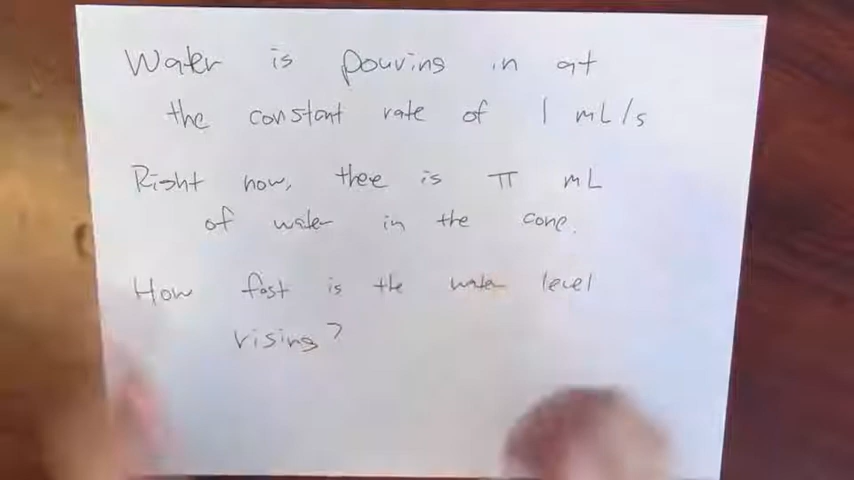 Water is pouring in at
the constant rate of 1 mL/s
Right now, there is π mL
of water in the cone.
How fast is the water level
rising?